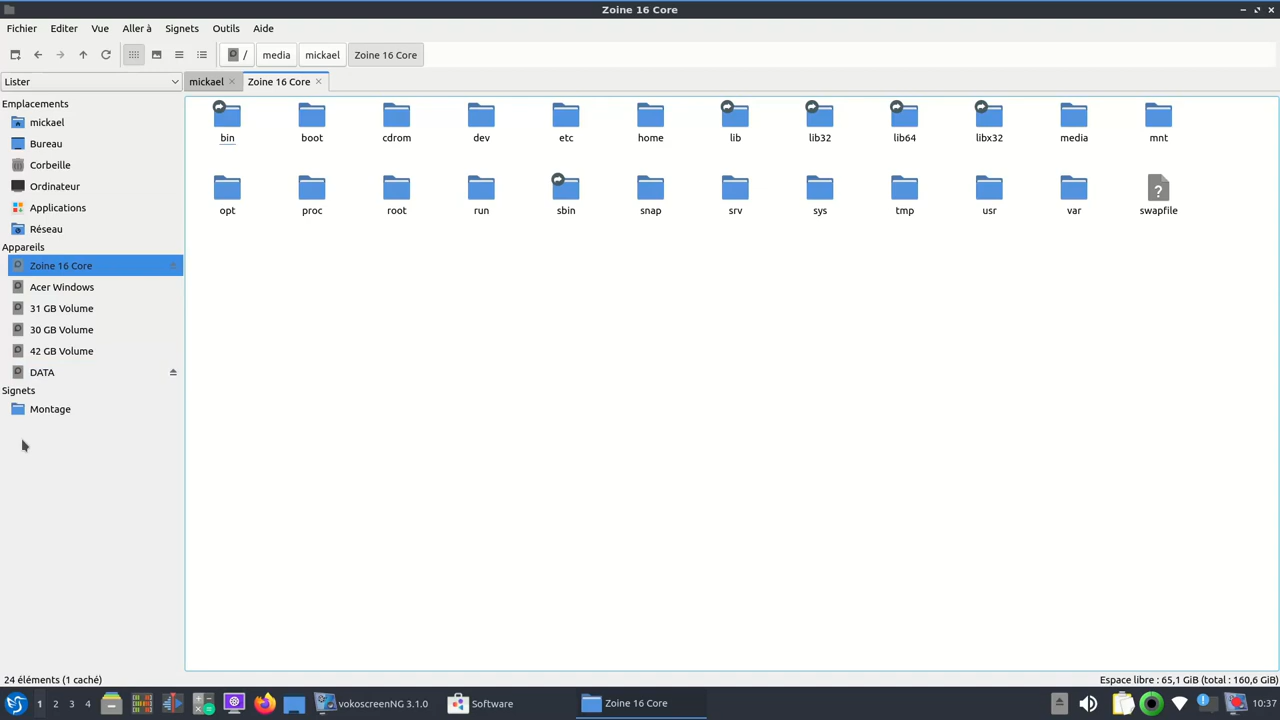 Zoine 16 Core
Fichier Editer Vue Aller à Signets Outils Aide
/ media mickael Zoine 16 Core
Lister
mickael
Zoine 16 Core
Emplacements
mickael
Bureau
Corbeille
Ordinateur
Applications
Réseau
Appareils
Zoine 16 Core
Acer Windows
31 GB Volume
30 GB Volume
42 GB Volume
DATA
Signets
Montage
bin boot cdrom dev etc home lib lib32 lib64 libx32 media mnt
opt proc root run sbin snap srv sys tmp usr var swapfile
24 éléments (1 caché)
Espace libre : 65,1 GiB (total : 160,6 GiB)
1 2 3 4 vokoscreenNG 3.1.0 Software Zoine 16 Core 10:37